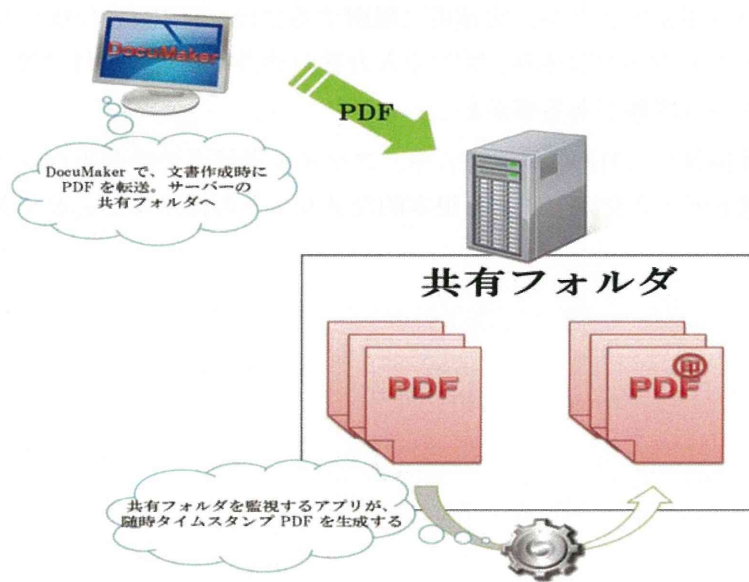 DocuMaker
PDF
DocuMaker で、文書作成時に
PDF を転送。サーバーの
共有フォルダへ
共有フォルダ
PDF
PDF
印
共有フォルダを監視するアプリが、
随時タイムスタンプ PDF を生成する